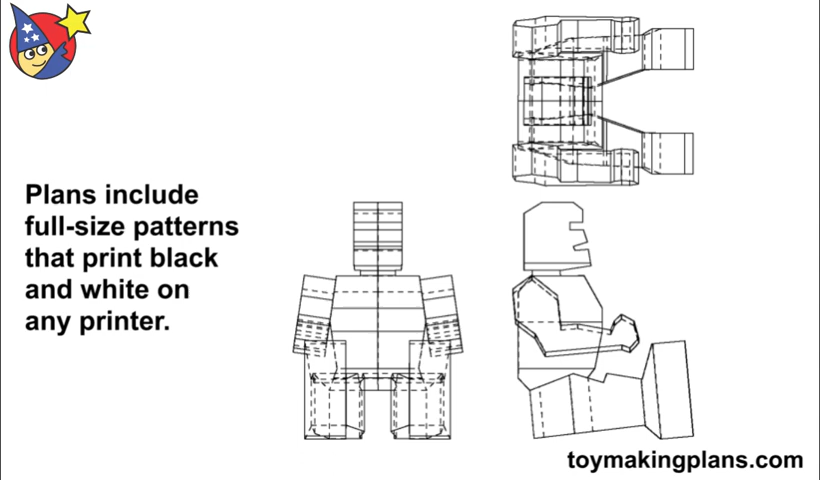 Plans include
full-size patterns
that print black
and white on
any printer.
toymakingplans.com